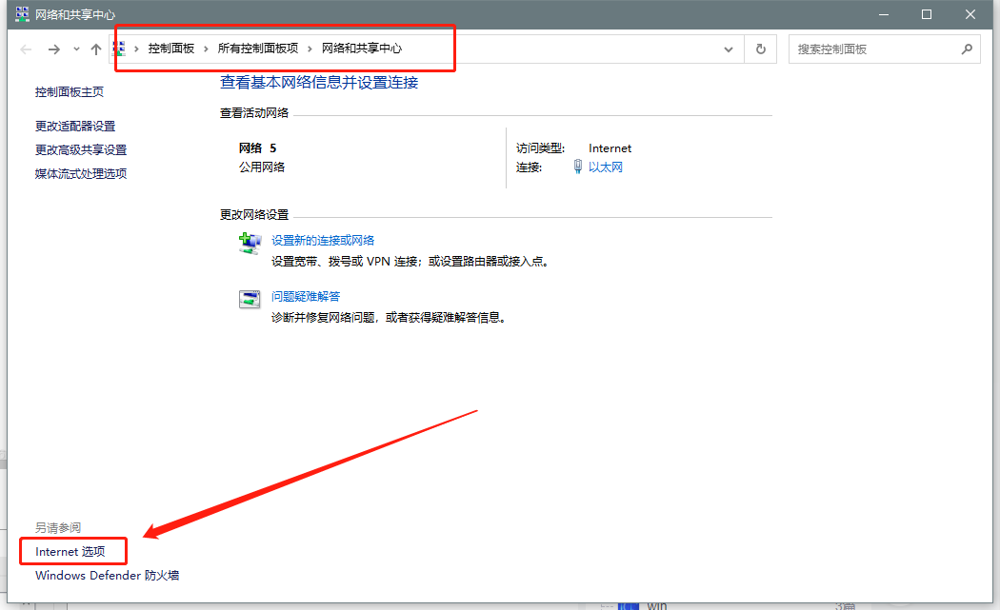 网络和共享中心
控制面板 › 所有控制面板项 › 网络和共享中心
搜索控制面板
控制面板主页
更改适配器设置
更改高级共享设置
媒体流式处理选项
查看基本网络信息并设置连接
查看活动网络
网络 5
公用网络
访问类型: Internet
连接: 以太网
更改网络设置
设置新的连接或网络
设置宽带、拨号或 VPN 连接；或设置路由器或接入点。
问题疑难解答
诊断并修复网络问题，或者获得疑难解答信息。
另请参阅
Internet 选项
Windows Defender 防火墙
win